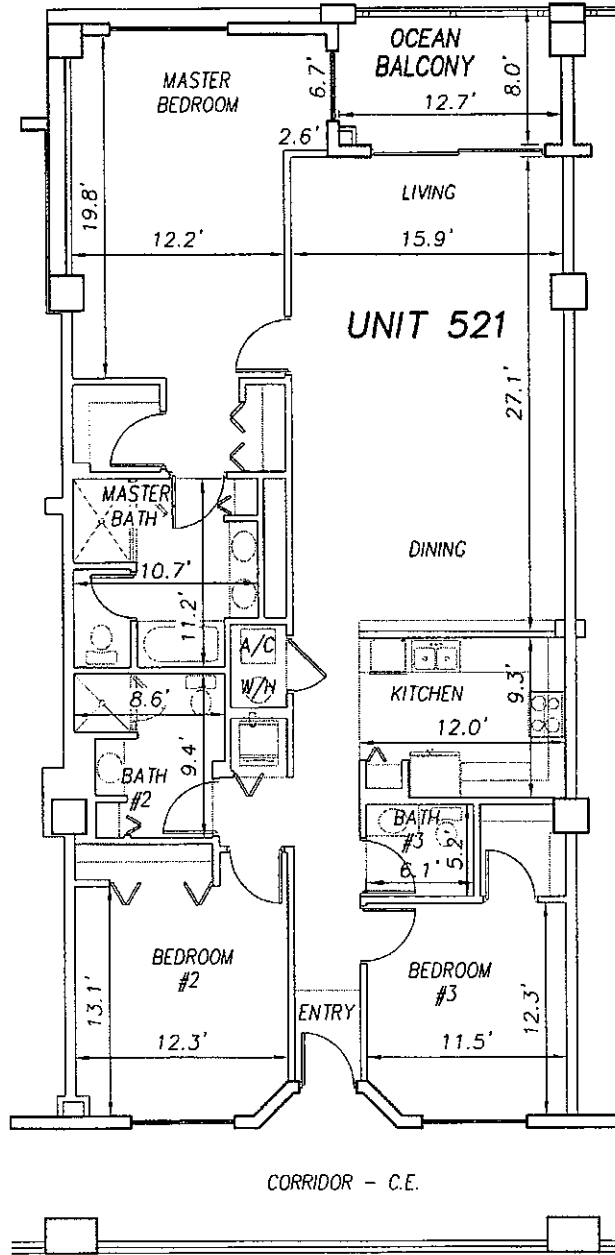 OCEAN
BALCONY
MASTER
BEDROOM
6.7'
8.0'
12.7'
2.6'
LIVING
19.8'
12.2'
15.9'
UNIT 521
27.1'
MASTER
BATH
DINING
10.7'
11.2'
A/C
W/H
KITCHEN
9.3'
12.0'
8.6'
9.4'
BATH
#2
BATH
#3
5.2'
6.1'
BEDROOM
#2
BEDROOM
#3
13.1'
12.3'
ENTRY
12.3'
11.5'
CORRIDOR - C.E.